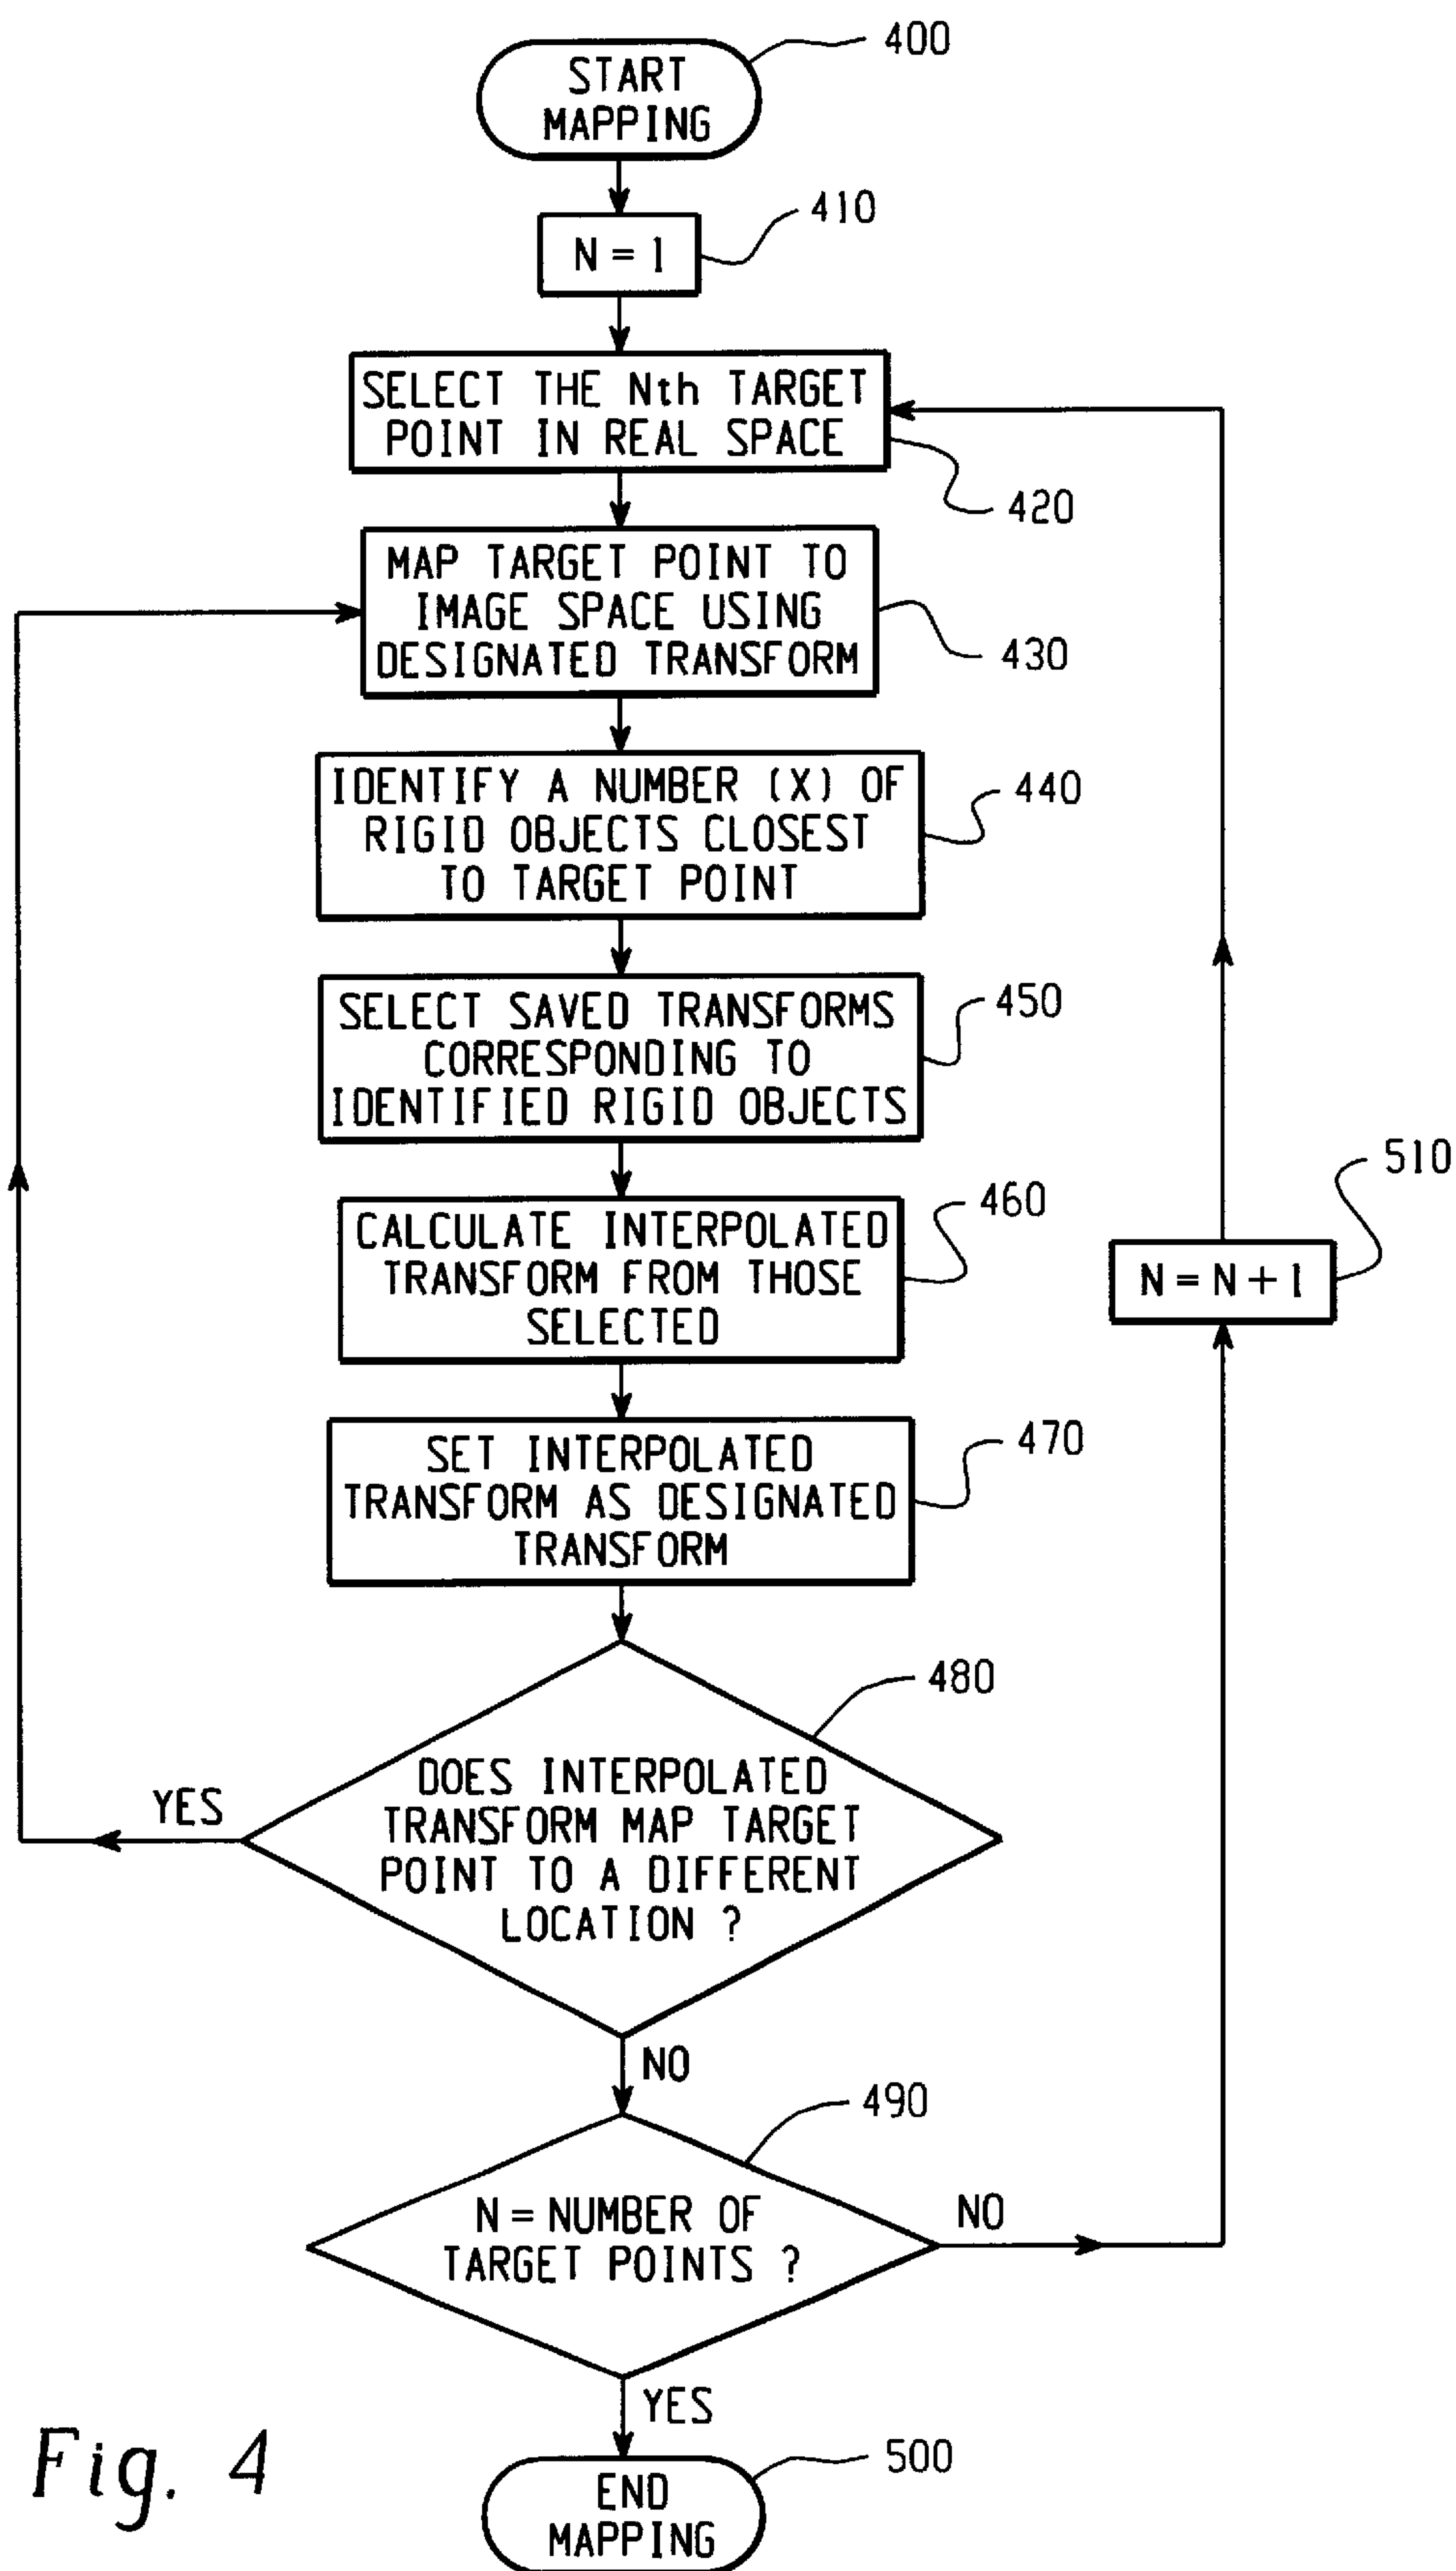 400
START
MAPPING
410
N = 1
SELECT THE Nth TARGET
POINT IN REAL SPACE
420
MAP TARGET POINT TO
IMAGE SPACE USING
DESIGNATED TRANSFORM
430
IDENTIFY A NUMBER (X) OF
RIGID OBJECTS CLOSEST
TO TARGET POINT
440
SELECT SAVED TRANSFORMS
CORRESPONDING TO
IDENTIFIED RIGID OBJECTS
450
CALCULATE INTERPOLATED
TRANSFORM FROM THOSE
SELECTED
460
510
N = N + 1
SET INTERPOLATED
TRANSFORM AS DESIGNATED
TRANSFORM
470
480
DOES INTERPOLATED
TRANSFORM MAP TARGET
POINT TO A DIFFERENT
LOCATION ?
YES
NO
490
N = NUMBER OF
TARGET POINTS ?
NO
YES
500
END
MAPPING
Fig. 4